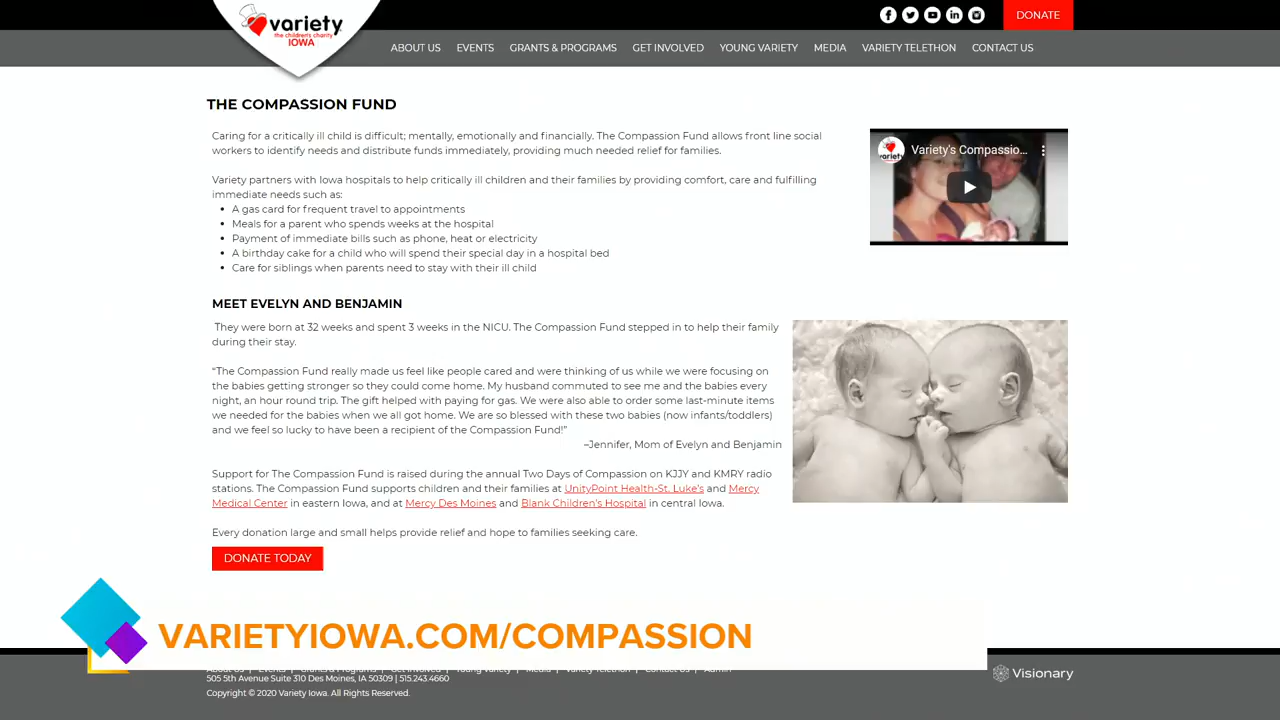 variety
the children's charity
IOWA
DONATE
ABOUT US
EVENTS
GRANTS & PROGRAMS
GET INVOLVED
YOUNG VARIETY
MEDIA
VARIETY TELETHON
CONTACT US
THE COMPASSION FUND
Caring for a critically ill child is difficult; mentally, emotionally and financially. The Compassion Fund allows front line social
workers to identify needs and distribute funds immediately, providing much needed relief for families.
Variety's Compassio...
Variety partners with Iowa hospitals to help critically ill children and their families by providing comfort, care and fulfilling
immediate needs such as:
• A gas card for frequent travel to appointments
• Meals for a parent who spends weeks at the hospital
• Payment of immediate bills such as phone, heat or electricity
• A birthday cake for a child who will spend their special day in a hospital bed
• Care for siblings when parents need to stay with their ill child
MEET EVELYN AND BENJAMIN
They were born at 32 weeks and spent 3 weeks in the NICU. The Compassion Fund stepped in to help their family
during their stay.
“The Compassion Fund really made us feel like people cared and were thinking of us while we were focusing on
the babies getting stronger so they could come home. My husband commuted to see me and the babies every
night, an hour round trip. The gift helped with paying for gas. We were also able to order some last-minute items
we needed for the babies when we all got home. We are so blessed with these two babies (now infants/toddlers)
and we feel so lucky to have been a recipient of the Compassion Fund!”
–Jennifer, Mom of Evelyn and Benjamin
Support for The Compassion Fund is raised during the annual Two Days of Compassion on KJJY and KMRY radio
stations. The Compassion Fund supports children and their families at UnityPoint Health-St. Luke's and Mercy
Medical Center in eastern Iowa, and at Mercy Des Moines and Blank Children's Hospital in central Iowa.
Every donation large and small helps provide relief and hope to families seeking care.
DONATE TODAY
VARIETYIOWA.COM/COMPASSION
About Us | Events | Grants & Programs | Get Involved | Young Variety | Media | Variety Telethon | Contact Us | Admin
505 5th Avenue Suite 310 Des Moines, IA 50309 | 515.243.4660
Copyright © 2020 Variety Iowa. All Rights Reserved.
Visionary